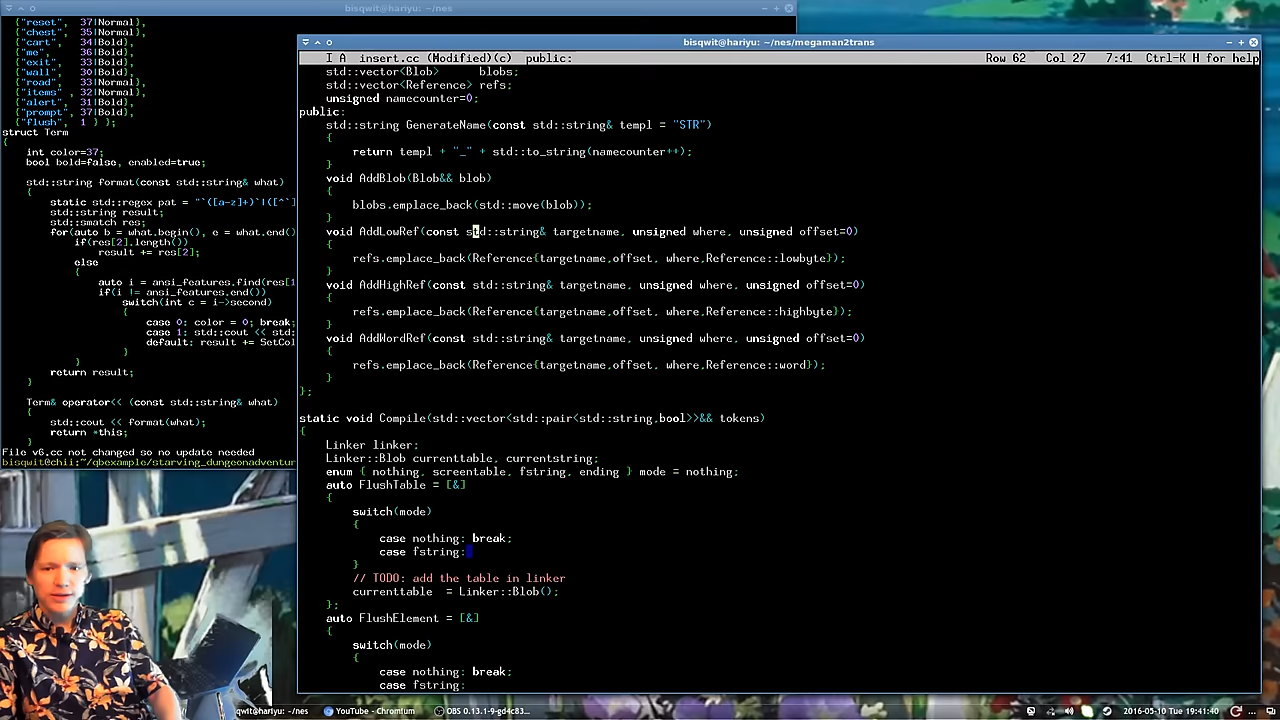 bisqwit@hariyu: ~/nes
{"reset", 37|Normal},
{"chest", 35|Normal},
{"cart", 34|Bold},
{"me", 36|Bold},
{"exit", 33|Bold},
{"wall", 30|Bold},
{"road", 33|Normal},
{"items" , 32|Normal},
{"alert", 31|Bold},
{"prompt", 37|Bold},
{"flush", 1 } };
struct Term
{
int color=37;
bool bold=false, enabled=true;
std::string format(const std::string& what)
{
static std::regex pat = "`([a-z]+)`|([^`]
std::string result;
std::smatch res;
for(auto b = what.begin(), e = what.end()
if(res[2].length())
result += res[2];
else
{
auto i = ansi_features.find(res[1
if(i != ansi_features.end())
switch(int c = i->second)
{
case 0: color = 0; break;
case 1: std::cout << std:
default: result += SetCol
}
}
return result;
}
Term& operator<< (const std::string& what)
{
std::cout << format(what);
return *this;
}
File v6.cc not changed so no update needed
bisqwit@chii:~/qbexample/starving_dungeonadventur
bisqwit@hariyu: ~/nes/megaman2trans
I A insert.cc (Modified)(c) public: Row 62 Col 27 7:41 Ctrl-K H for help
std::vector<Blob> blobs;
std::vector<Reference> refs;
unsigned namecounter=0;
public:
std::string GenerateName(const std::string& templ = "STR")
{
return templ + "_" + std::to_string(namecounter++);
}
void AddBlob(Blob&& blob)
{
blobs.emplace_back(std::move(blob));
}
void AddLowRef(const std::string& targetname, unsigned where, unsigned offset=0)
{
refs.emplace_back(Reference{targetname,offset, where,Reference::lowbyte});
}
void AddHighRef(const std::string& targetname, unsigned where, unsigned offset=0)
{
refs.emplace_back(Reference{targetname,offset, where,Reference::highbyte});
}
void AddWordRef(const std::string& targetname, unsigned where, unsigned offset=0)
{
refs.emplace_back(Reference{targetname,offset, where,Reference::word});
}
};
static void Compile(std::vector<std::pair<std::string,bool>>&& tokens)
{
Linker linker;
Linker::Blob currenttable, currentstring;
enum { nothing, screentable, fstring, ending } mode = nothing;
auto FlushTable = [&]
{
switch(mode)
{
case nothing: break;
case fstring:
}
// TODO: add the table in linker
currenttable = Linker::Blob();
};
auto FlushElement = [&]
{
switch(mode)
{
case nothing: break;
case fstring:
qwit@hariyu: ~/nes
YouTube - Chromium
OBS 0.13.1-9-gd4c83...
2016-05-10 Tue 19:41:40